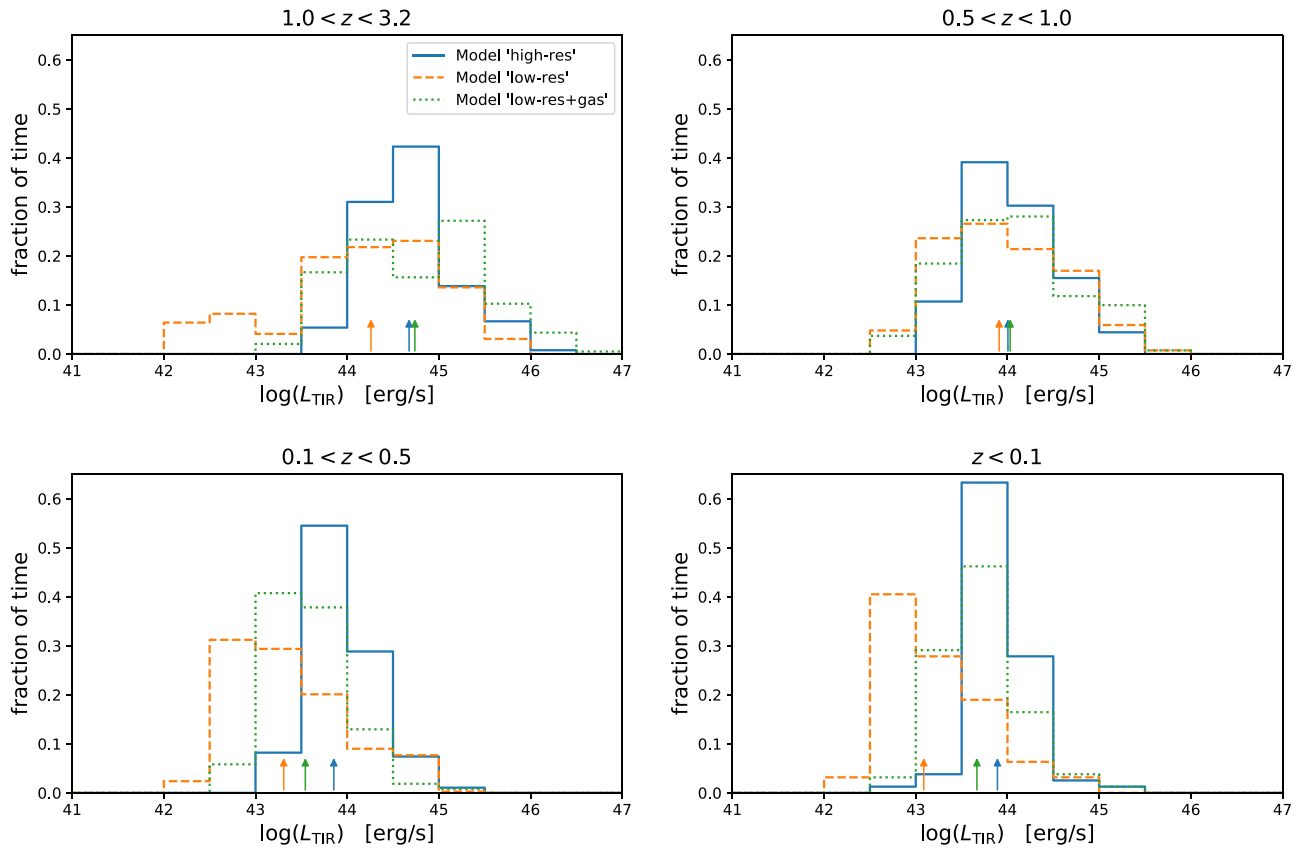 1.0 < z < 3.2
0.6
0.5
0.4
0.3
0.2
0.1
0.0
fraction of time
Model 'high-res'
Model 'low-res'
Model 'low-res+gas'
41 42 43 44 45 46 47
log(L_TIR) [erg/s]
0.5 < z < 1.0
0.6
0.5
0.4
0.3
0.2
0.1
0.0
fraction of time
41 42 43 44 45 46 47
log(L_TIR) [erg/s]
0.1 < z < 0.5
0.6
0.5
0.4
0.3
0.2
0.1
0.0
fraction of time
41 42 43 44 45 46 47
log(L_TIR) [erg/s]
z < 0.1
0.6
0.5
0.4
0.3
0.2
0.1
0.0
fraction of time
41 42 43 44 45 46 47
log(L_TIR) [erg/s]